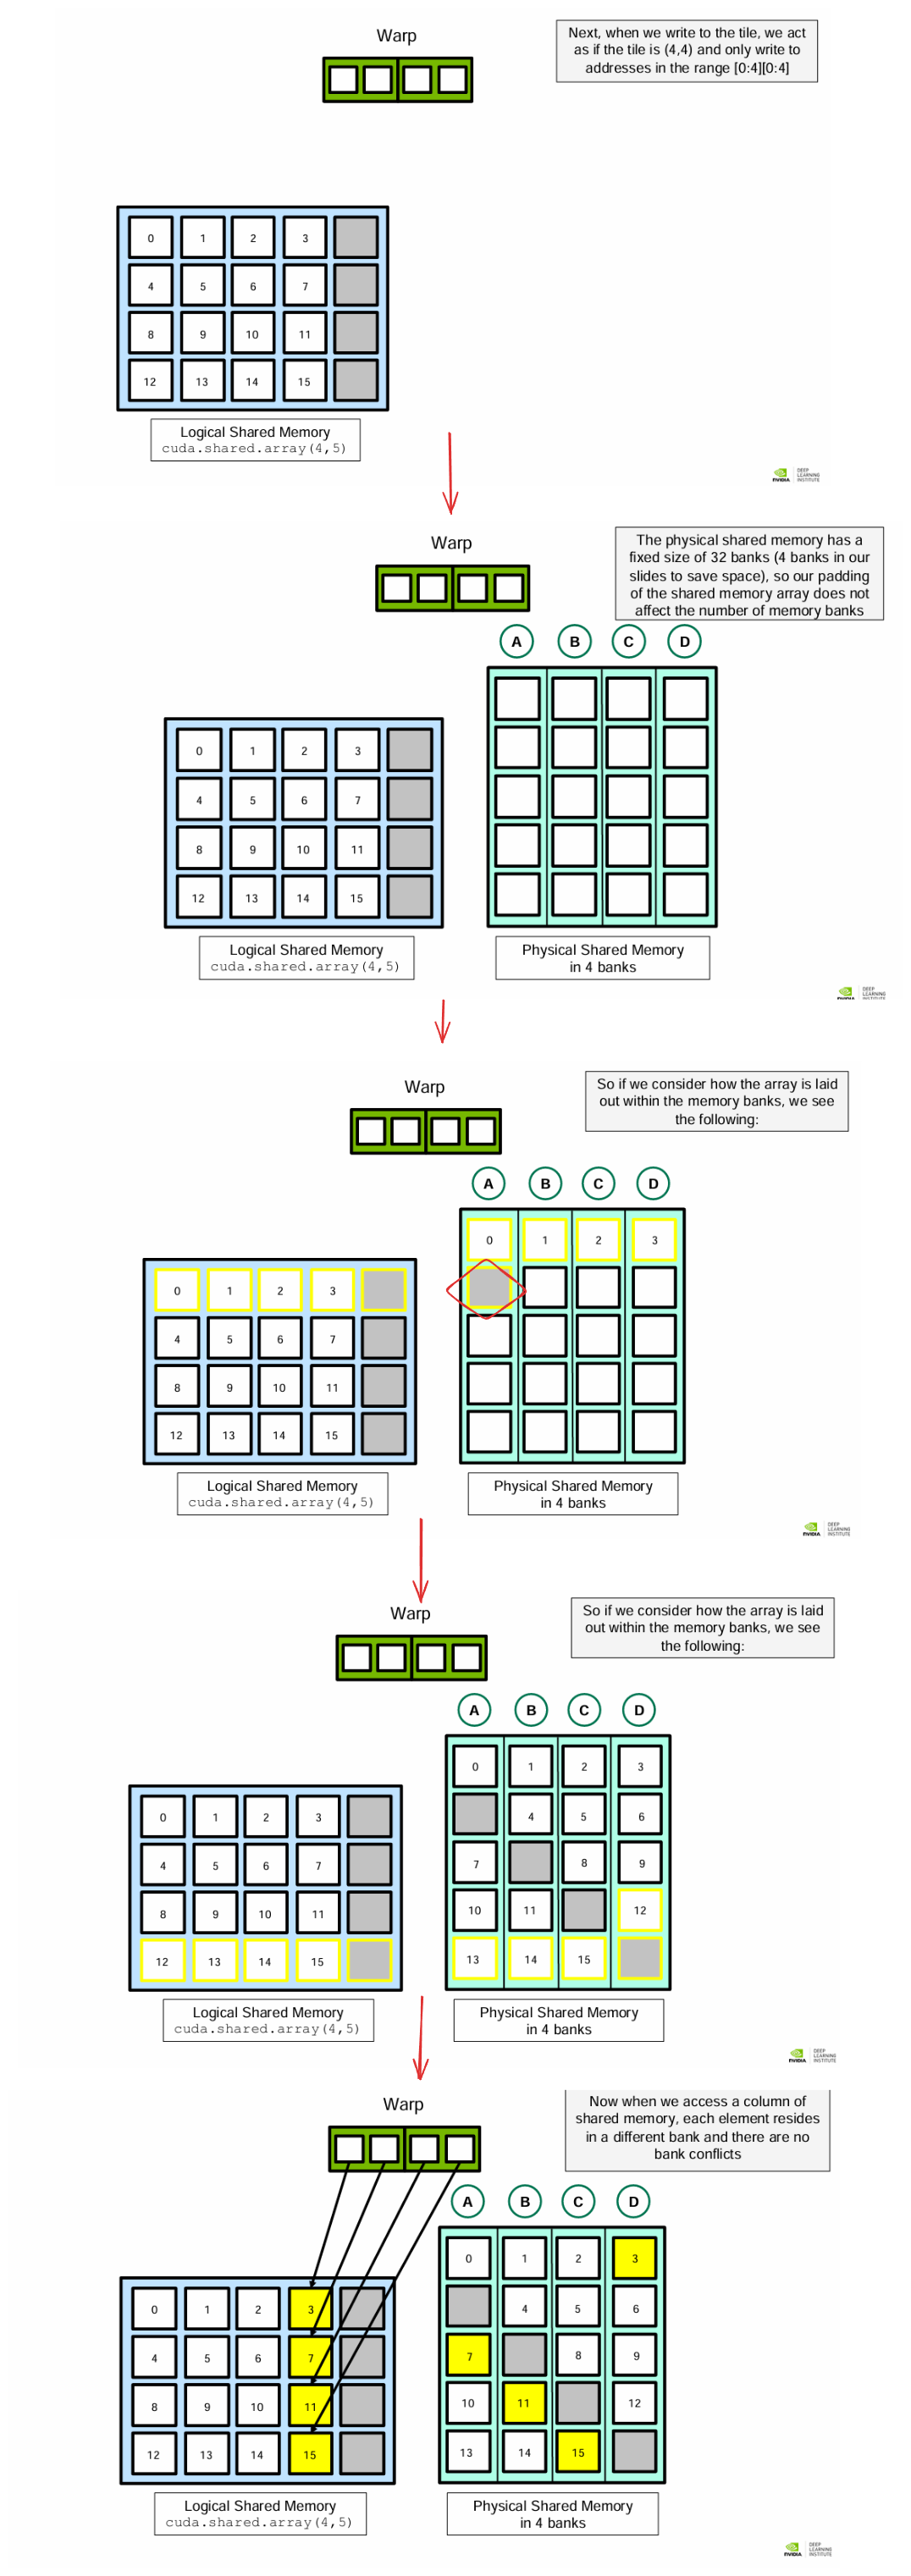 Warp
Next, when we write to the tile, we act
as if the tile is (4,4) and only write to
addresses in the range [0:4][0:4]
0 1 2 3
4 5 6 7
8 9 10 11
12 13 14 15
Logical Shared Memory
cuda.shared.array(4,5)
NVIDIA DEEP LEARNING INSTITUTE
Warp
The physical shared memory has a
fixed size of 32 banks (4 banks in our
slides to save space), so our padding
of the shared memory array does not
affect the number of memory banks
A B C D
0 1 2 3
4 5 6 7
8 9 10 11
12 13 14 15
Logical Shared Memory
cuda.shared.array(4,5)
Physical Shared Memory
in 4 banks
NVIDIA DEEP LEARNING INSTITUTE
Warp
So if we consider how the array is laid
out within the memory banks, we see
the following:
A B C D
0 1 2 3
0 1 2 3
4 5 6 7
8 9 10 11
12 13 14 15
Logical Shared Memory
cuda.shared.array(4,5)
Physical Shared Memory
in 4 banks
NVIDIA DEEP LEARNING INSTITUTE
Warp
So if we consider how the array is laid
out within the memory banks, we see
the following:
A B C D
0 1 2 3
4 5 6 7
8 9 10 11
12 13 14 15
0 1 2 3
4 5 6
7 8 9
10 11 12
13 14 15
Logical Shared Memory
cuda.shared.array(4,5)
Physical Shared Memory
in 4 banks
NVIDIA DEEP LEARNING INSTITUTE
Warp
Now when we access a column of
shared memory, each element resides
in a different bank and there are no
bank conflicts
A B C D
0 1 2 3
4 5 6 7
8 9 10 11
12 13 14 15
0 1 2 3
4 5 6
7 8 9
10 11 12
13 14 15
Logical Shared Memory
cuda.shared.array(4,5)
Physical Shared Memory
in 4 banks
NVIDIA DEEP LEARNING INSTITUTE